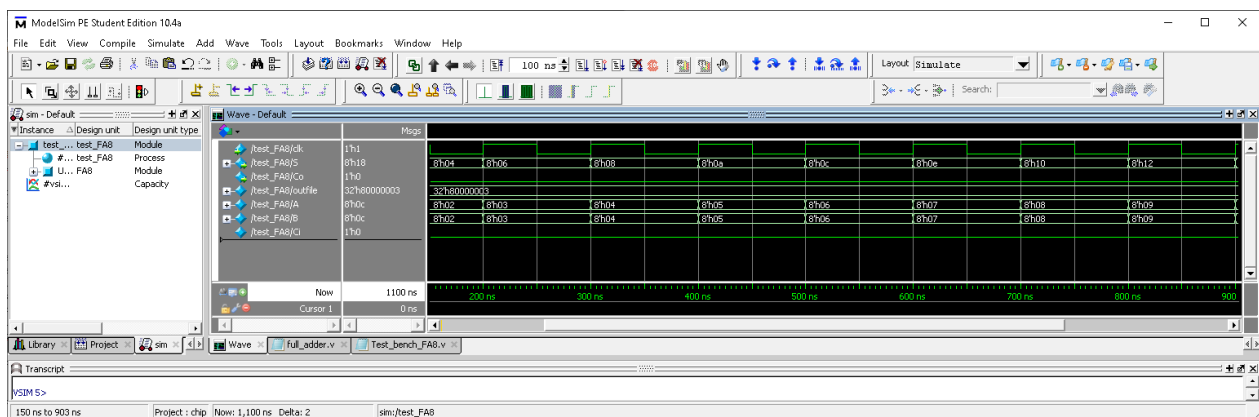 ModelSim PE Student Edition 10.4a
File Edit View Compile Simulate Add Wave Tools Layout Bookmarks Window Help
100 ns Layout Simulate
Search:
sim - Default Wave - Default
Instance Design unit Design unit type Msgs
test_... test_FA8 Module /test_FA8/clk 1'h1
#... test_FA8 Process /test_FA8/S 8'h18 8'h04 8'h06 8'h08 8'h0a 8'h0c 8'h0e 8'h10 8'h12
U... FA8 Module /test_FA8/Co 1'h0
#vsi... Capacity /test_FA8/outfile 32'h80000003 32'h80000003
/test_FA8/A 8'h0c 8'h02 8'h03 8'h04 8'h05 8'h06 8'h07 8'h08 8'h09
/test_FA8/B 8'h0c 8'h02 8'h03 8'h04 8'h05 8'h06 8'h07 8'h08 8'h09
/test_FA8/Ci 1'h0
Now 1100 ns 200 ns 300 ns 400 ns 500 ns 600 ns 700 ns 800 ns 900
Cursor 1 0 ns
Library Project sim Wave full_adder.v Test_bench_FA8.v
Transcript
VSIM 5>
150 ns to 903 ns Project : chip Now: 1,100 ns Delta: 2 sim:/test_FA8